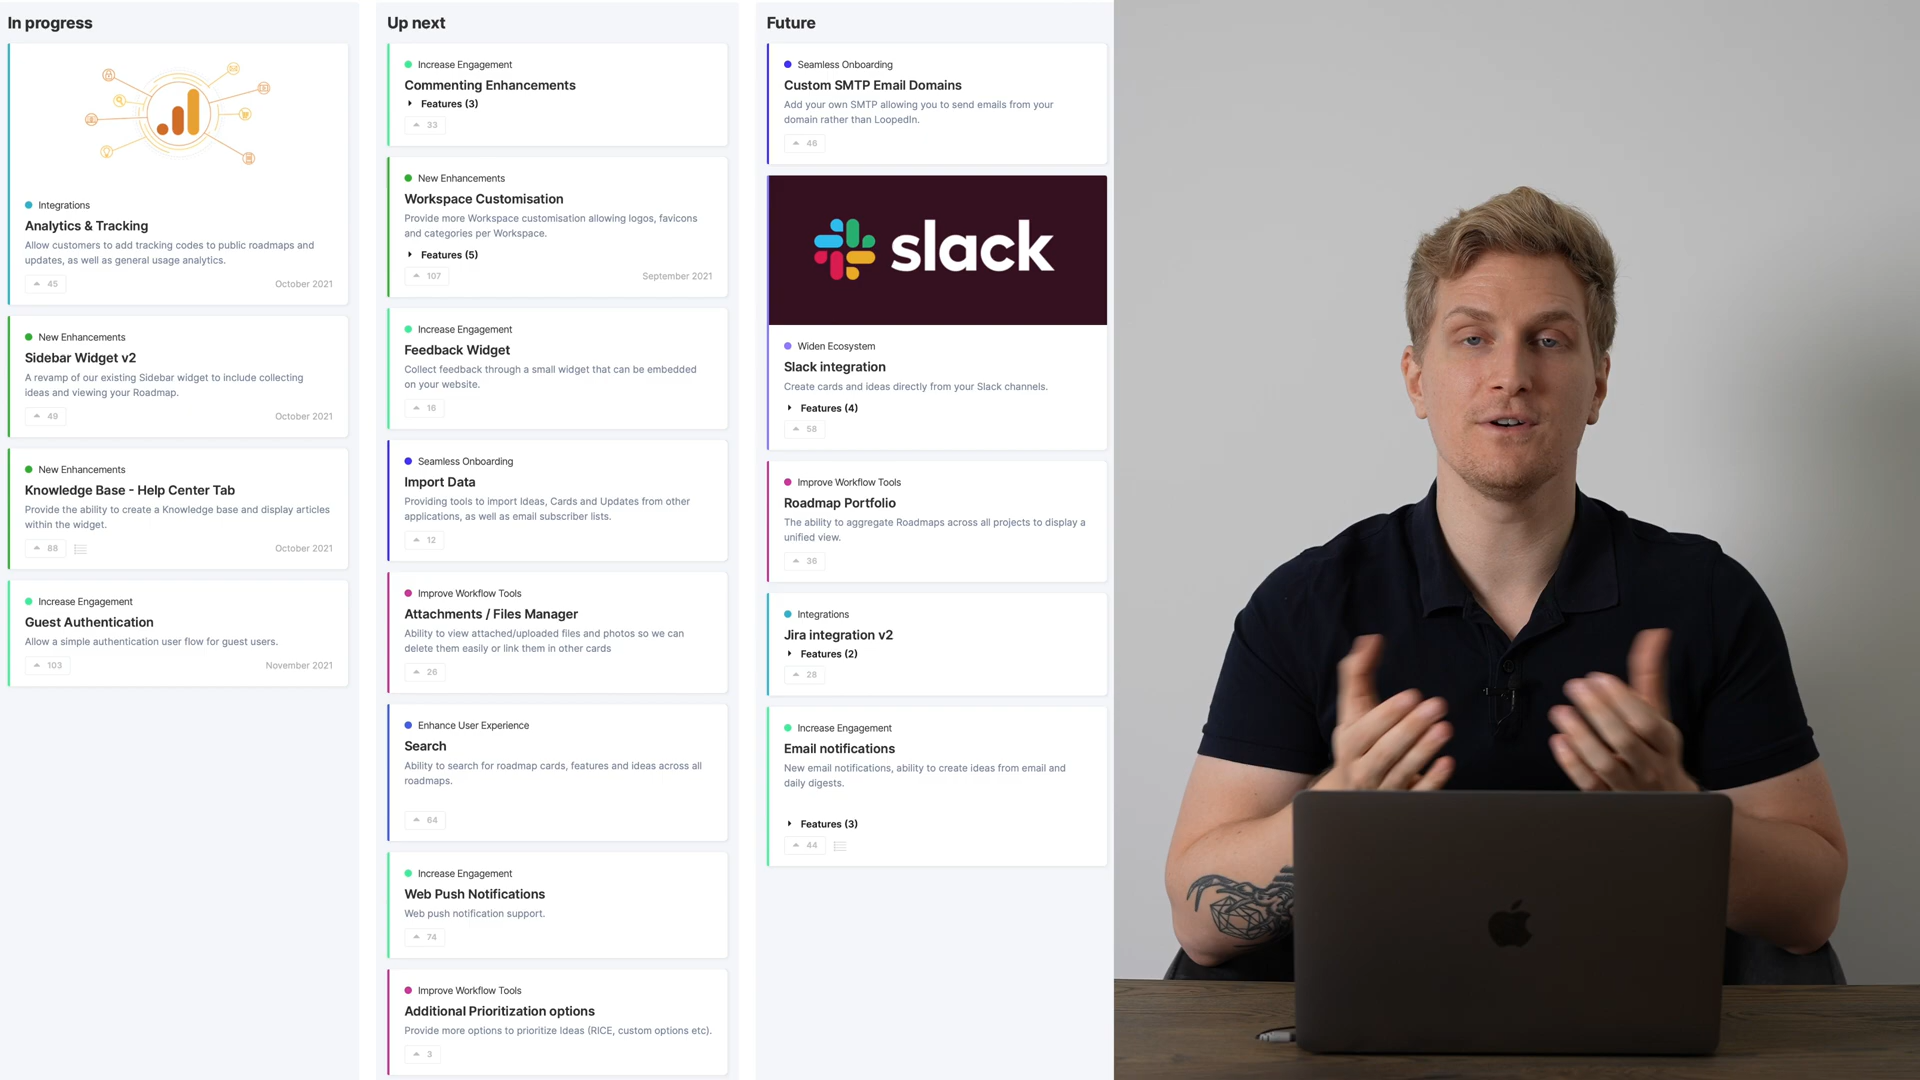 In progress
Integrations
Analytics & Tracking
Allow customers to add tracking codes to public roadmaps and
updates, as well as general usage analytics.
45
October 2021
New Enhancements
Sidebar Widget v2
A revamp of our existing Sidebar widget to include collecting
ideas and viewing your Roadmap.
49
October 2021
New Enhancements
Knowledge Base - Help Center Tab
Provide the ability to create a Knowledge base and display articles
within the widget.
88
October 2021
Increase Engagement
Guest Authentication
Allow a simple authentication user flow for guest users.
103
November 2021
Up next
Increase Engagement
Commenting Enhancements
Features (3)
33
New Enhancements
Workspace Customisation
Provide more Workspace customisation allowing logos, favicons
and categories per Workspace.
Features (5)
107
September 2021
Increase Engagement
Feedback Widget
Collect feedback through a small widget that can be embedded
on your website.
16
Seamless Onboarding
Import Data
Providing tools to import Ideas, Cards and Updates from other
applications, as well as email subscriber lists.
12
Improve Workflow Tools
Attachments / Files Manager
Ability to view attached/uploaded files and photos so we can
delete them easily or link them in other cards
26
Enhance User Experience
Search
Ability to search for roadmap cards, features and ideas across all
roadmaps.
64
Increase Engagement
Web Push Notifications
Web push notification support.
74
Improve Workflow Tools
Additional Prioritization options
Provide more options to prioritize Ideas (RICE, custom options etc).
3
Future
Seamless Onboarding
Custom SMTP Email Domains
Add your own SMTP allowing you to send emails from your
domain rather than LoopedIn.
46
slack
Widen Ecosystem
Slack integration
Create cards and ideas directly from your Slack channels.
Features (4)
58
Improve Workflow Tools
Roadmap Portfolio
The ability to aggregate Roadmaps across all projects to display a
unified view.
36
Integrations
Jira integration v2
Features (2)
28
Increase Engagement
Email notifications
New email notifications, ability to create ideas from email and
daily digests.
Features (3)
44